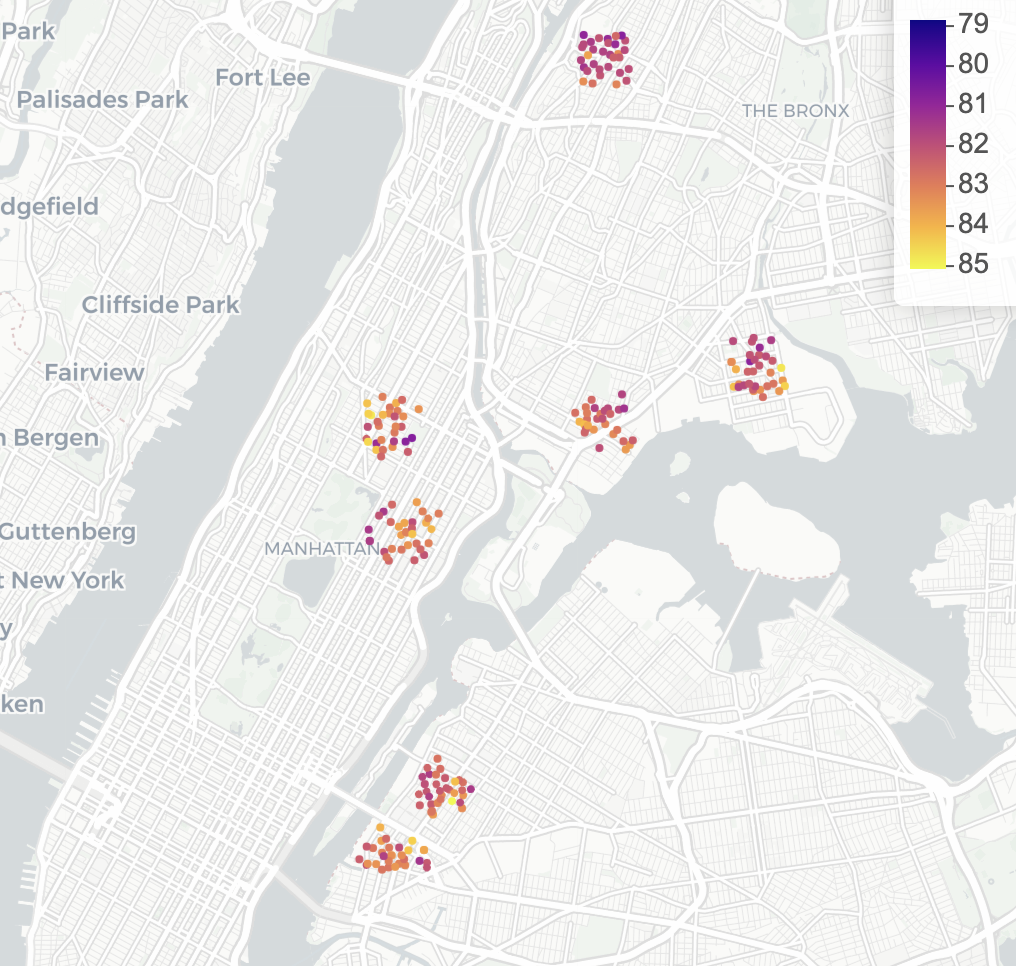 Park
79
Fort Lee
80
Palisades Park
81
THE BRONX
82
83
dgefield
84
85
Cliffside Park
Fairview
n Bergen
Guttenberg
MANHATTAN
t New York
y
ken